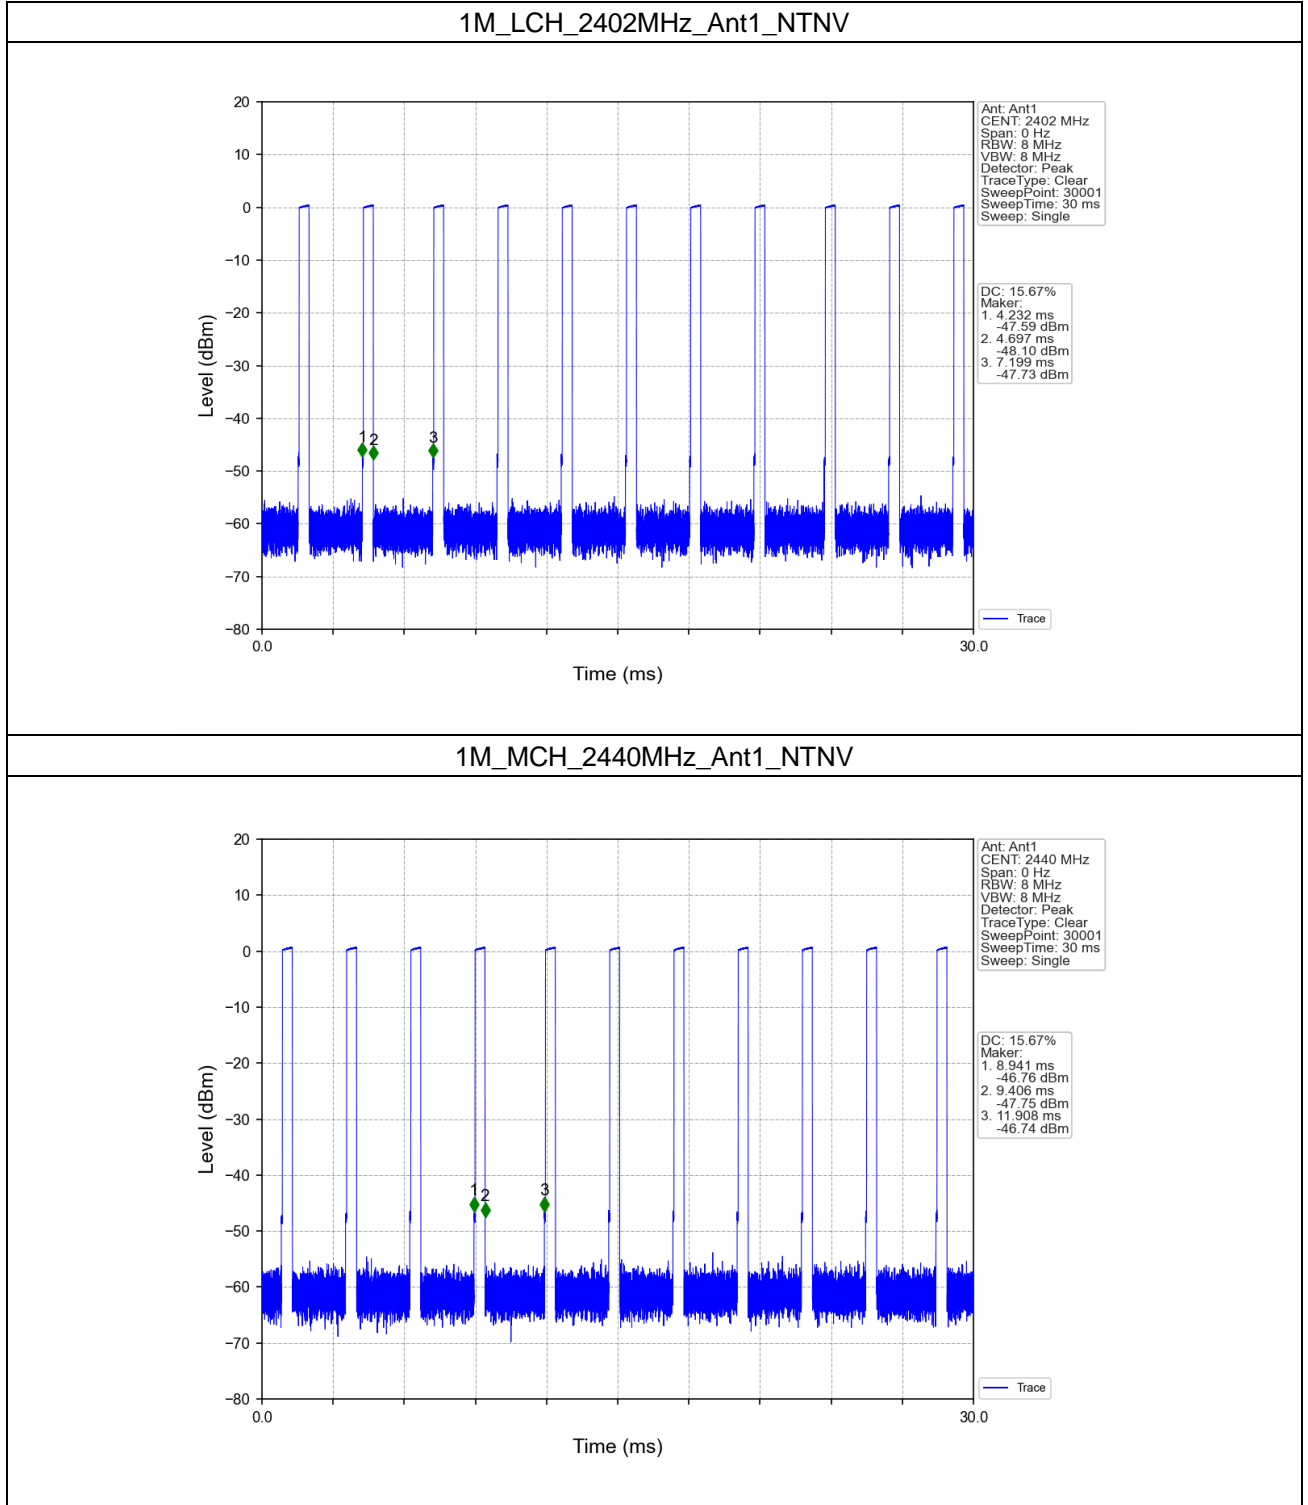 1M_LCH_2402MHz_Ant1_NTNV
20
10
0
−10
−20
−30
−40
−50
−60
−70
−80
Level (dBm)
1
2
3
0.0
30.0
Time (ms)
Ant: Ant1
CENT: 2402 MHz
Span: 0 Hz
RBW: 8 MHz
VBW: 8 MHz
Detector: Peak
TraceType: Clear
SweepPoint: 30001
SweepTime: 30 ms
Sweep: Single
DC: 15.67%
Maker:
1. 4.232 ms
-47.59 dBm
2. 4.697 ms
-48.10 dBm
3. 7.199 ms
-47.73 dBm
Trace
1M_MCH_2440MHz_Ant1_NTNV
20
10
0
−10
−20
−30
−40
−50
−60
−70
−80
Level (dBm)
1
2
3
0.0
30.0
Time (ms)
Ant: Ant1
CENT: 2440 MHz
Span: 0 Hz
RBW: 8 MHz
VBW: 8 MHz
Detector: Peak
TraceType: Clear
SweepPoint: 30001
SweepTime: 30 ms
Sweep: Single
DC: 15.67%
Maker:
1. 8.941 ms
-46.76 dBm
2. 9.406 ms
-47.75 dBm
3. 11.908 ms
-46.74 dBm
Trace